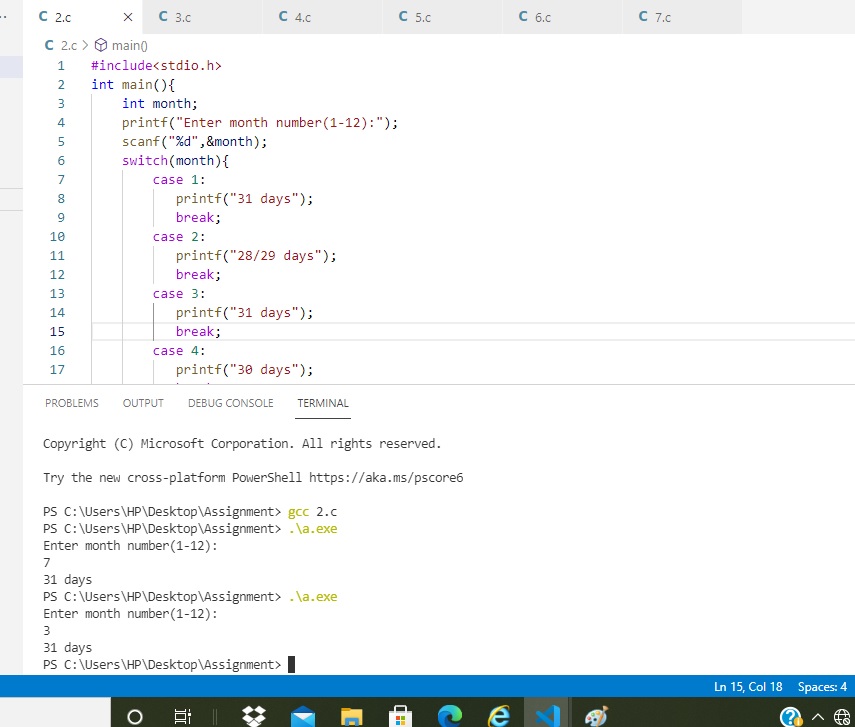 C 2.c × C 3.c C 4.c C 5.c C 6.c C 7.c
C 2.c > main()
1 #include<stdio.h>
2 int main(){
3 int month;
4 printf("Enter month number(1-12):");
5 scanf("%d",&month);
6 switch(month){
7 case 1:
8 printf("31 days");
9 break;
10 case 2:
11 printf("28/29 days");
12 break;
13 case 3:
14 printf("31 days");
15 break;
16 case 4:
17 printf("30 days");
PROBLEMS OUTPUT DEBUG CONSOLE TERMINAL
Copyright (C) Microsoft Corporation. All rights reserved.
Try the new cross-platform PowerShell https://aka.ms/pscore6
PS C:\Users\HP\Desktop\Assignment> gcc 2.c
PS C:\Users\HP\Desktop\Assignment> .\a.exe
Enter month number(1-12):
7
31 days
PS C:\Users\HP\Desktop\Assignment> .\a.exe
Enter month number(1-12):
3
31 days
PS C:\Users\HP\Desktop\Assignment>
Ln 15, Col 18 Spaces: 4